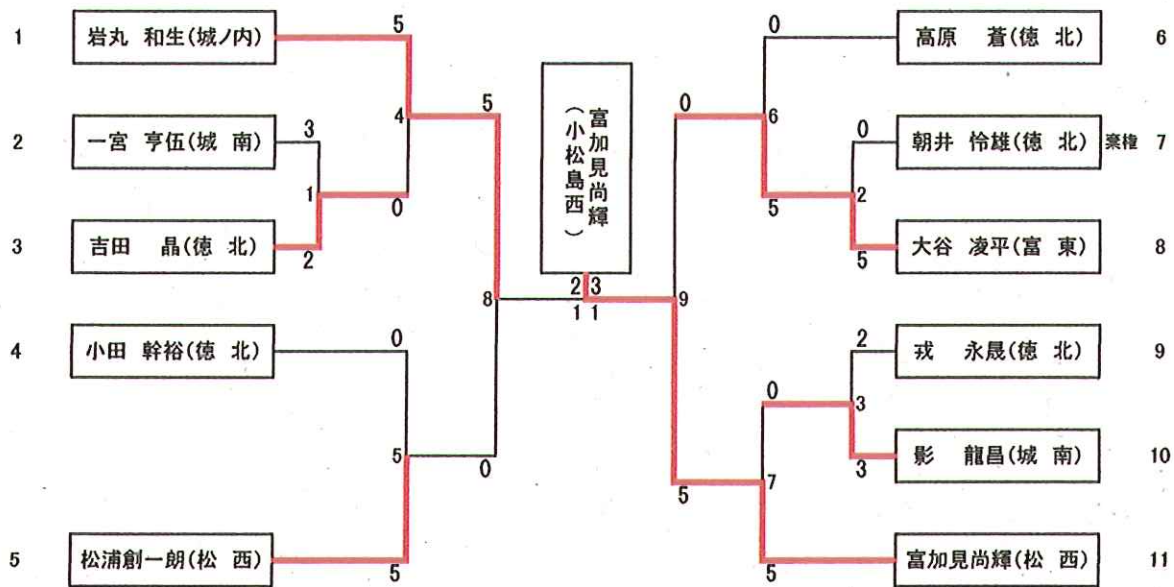 1 岩丸 和生(城ノ内) 5
2 一宮 亨伍(城 南) 3
1
4
0
5
3 吉田 晶(徳 北) 2
8
4 小田 幹裕(徳 北) 0
5
0
5 松浦創一朗(松 西) 5
富加見尚輝
(小松島西)
2 3
1 1
0 高原 蒼(徳 北) 6
0
6
5
0 朝井 怜雄(徳 北) 棄権 7
2
5 大谷 凌平(富 東) 8
9
2 戎 永晟(徳 北) 9
0
3
3 影 龍昌(城 南) 10
5
7
5 富加見尚輝(松 西) 11